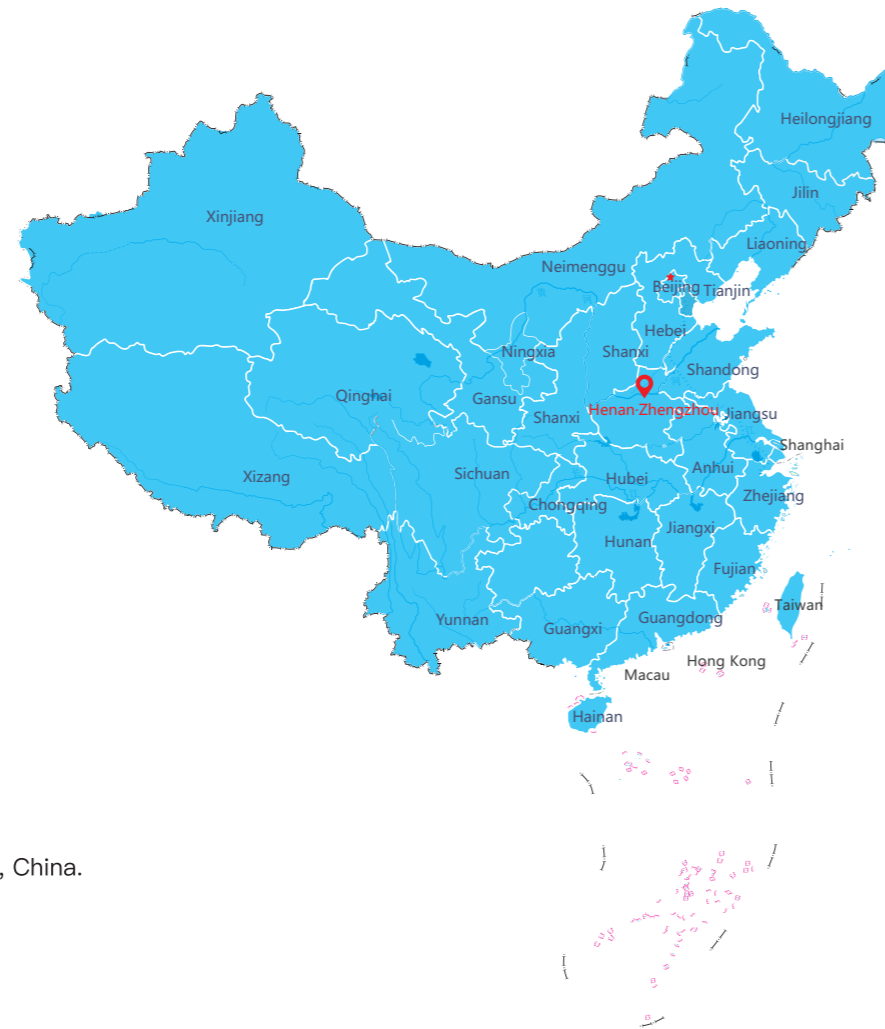 Heilongjiang
Jilin
Xinjiang
Liaoning
Neimenggu
Beijing
Tianjin
Hebei
Ningxia
Shanxi
Shandong
Qinghai
Gansu
Henan·Zhengzhou
Jiangsu
Shanxi
Shanghai
Xizang
Sichuan
Hubei
Anhui
Chongqing
Zhejiang
Jiangxi
Hunan
Fujian
Taiwan
Yunnan
Guangxi
Guangdong
Hong Kong
Macau
Hainan
, China.